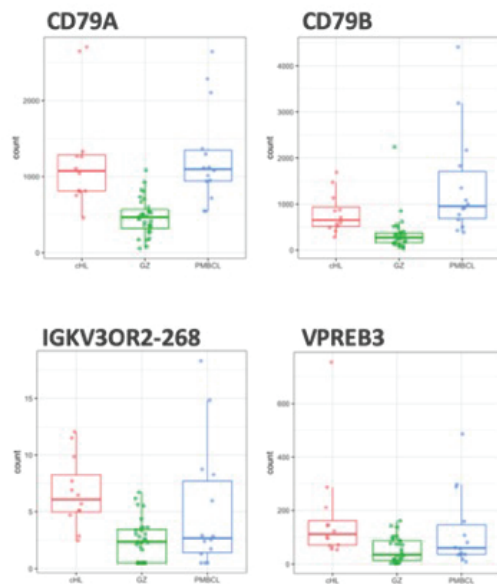 CD79A
count
2000
1000
0
cHL
GZ
PMBCL
CD79B
count
4000
3000
2000
1000
0
cHL
GZ
PMBCL
IGKV3OR2-268
count
15
10
5
0
cHL
GZ
PMBCL
VPREB3
count
600
400
200
0
cHL
GZ
PMBCL